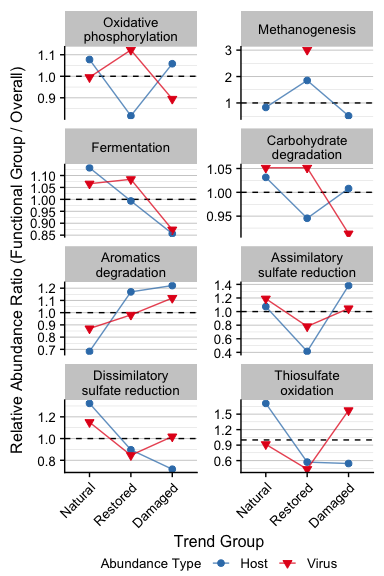 Relative Abundance Ratio (Functional Group / Overall)
Oxidative
phosphorylation
1.1
1.0
0.9
Methanogenesis
3
2
1
Fermentation
1.10
1.05
1.00
0.95
0.90
0.85
Carbohydrate
degradation
1.05
1.00
0.95
Aromatics
degradation
1.2
1.1
1.0
0.9
0.8
0.7
Assimilatory
sulfate reduction
1.4
1.2
1.0
0.8
0.6
0.4
Dissimilatory
sulfate reduction
1.2
1.0
0.8
Thiosulfate
oxidation
1.5
1.2
0.9
0.6
Natural
Restored
Damaged
Natural
Restored
Damaged
Trend Group
Abundance Type Host Virus